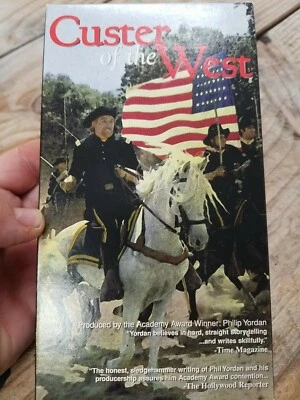 Custer
of the West
Produced by the Academy Award Winner: Philip Yordan
"Yordan believes in hard, straight storytelling
...and writes skillfully."
-Time Magazine
"The honest, sledgehammer writing of Phil Yordan and his
producership assures him Academy Award contention...
-The Hollywood Reporter